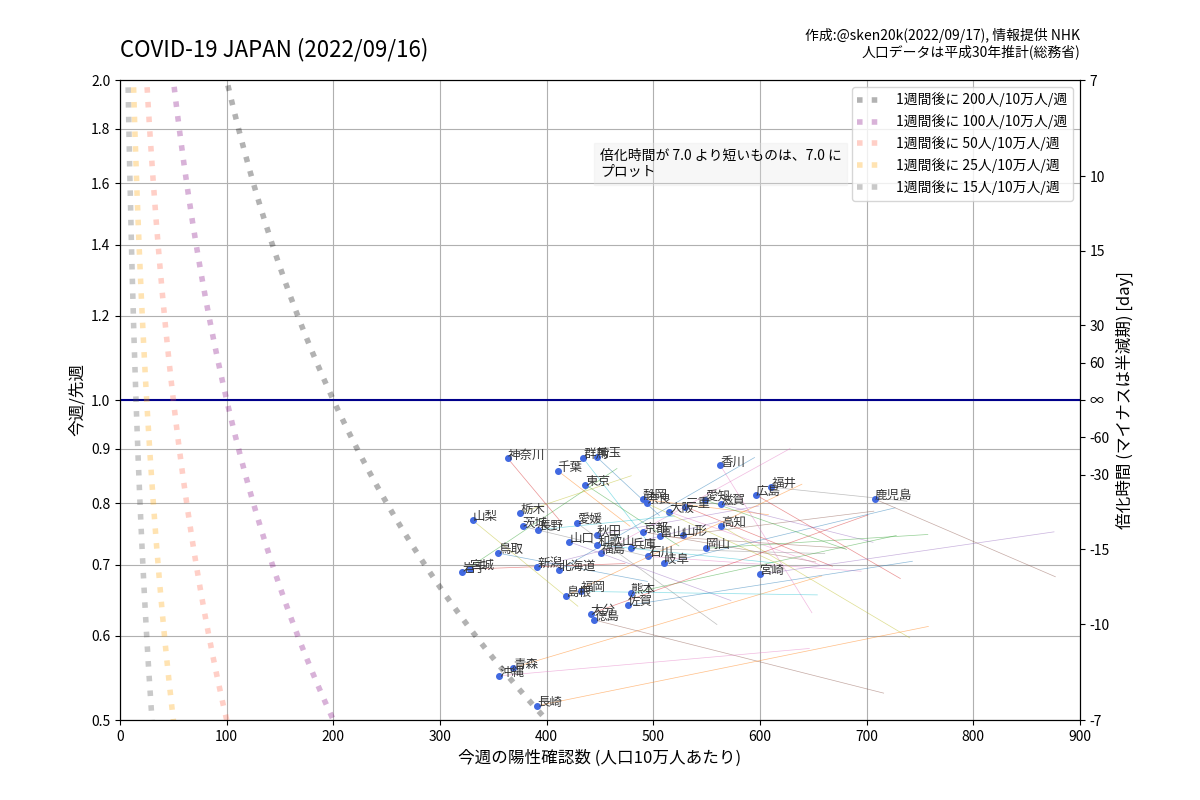 COVID-19 JAPAN (2022/09/16)
作成:@sken20k(2022/09/17), 情報提供 NHK
人口データは平成30年推計(総務省)
1週間後に 200人/10万人/週
1週間後に 100人/10万人/週
1週間後に 50人/10万人/週
1週間後に 25人/10万人/週
1週間後に 15人/10万人/週
倍化時間が 7.0 より短いものは、7.0 に
プロット
今週/先週
2.0
1.8
1.6
1.4
1.2
1.0
0.9
0.8
0.7
0.6
0.5
7
10
15
30
60
∞
-60
-30
-15
-10
-7
倍化時間 (マイナスは半減期) [day]
神奈川
群馬
埼玉
千葉
東京
香川
福井
広島
鹿児島
静岡
奈良
愛知
滋賀
三重
大阪
栃木
山梨
茨城
長野
愛媛
高知
秋田
京都
富山
山形
山口
和歌山
兵庫
岡山
鳥取
福島
石川
岐阜
新潟
北海道
岩手
宮城
宮崎
福岡
島根
熊本
佐賀
大分
徳島
青森
沖縄
長崎
0 100 200 300 400 500 600 700 800 900
今週の陽性確認数 (人口10万人あたり)